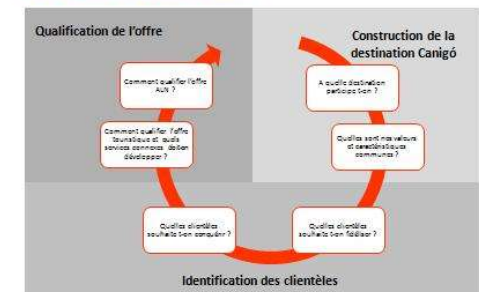 Qualification de l'offre
Construction de la
destination Canigó
Comment qualifier l'offre
ALN ?
A quelle destination
participe t-on ?
Comment qualifier l'offre
touristique et quels
services connexes doit-on
développer ?
Quelles sont nos valeurs
et caractéristiques
communes ?
Quelles clientèles
souhaite t-on conquérir ?
Quelles clientèles
souhaite t-on fidéliser ?
Identification des clientèles